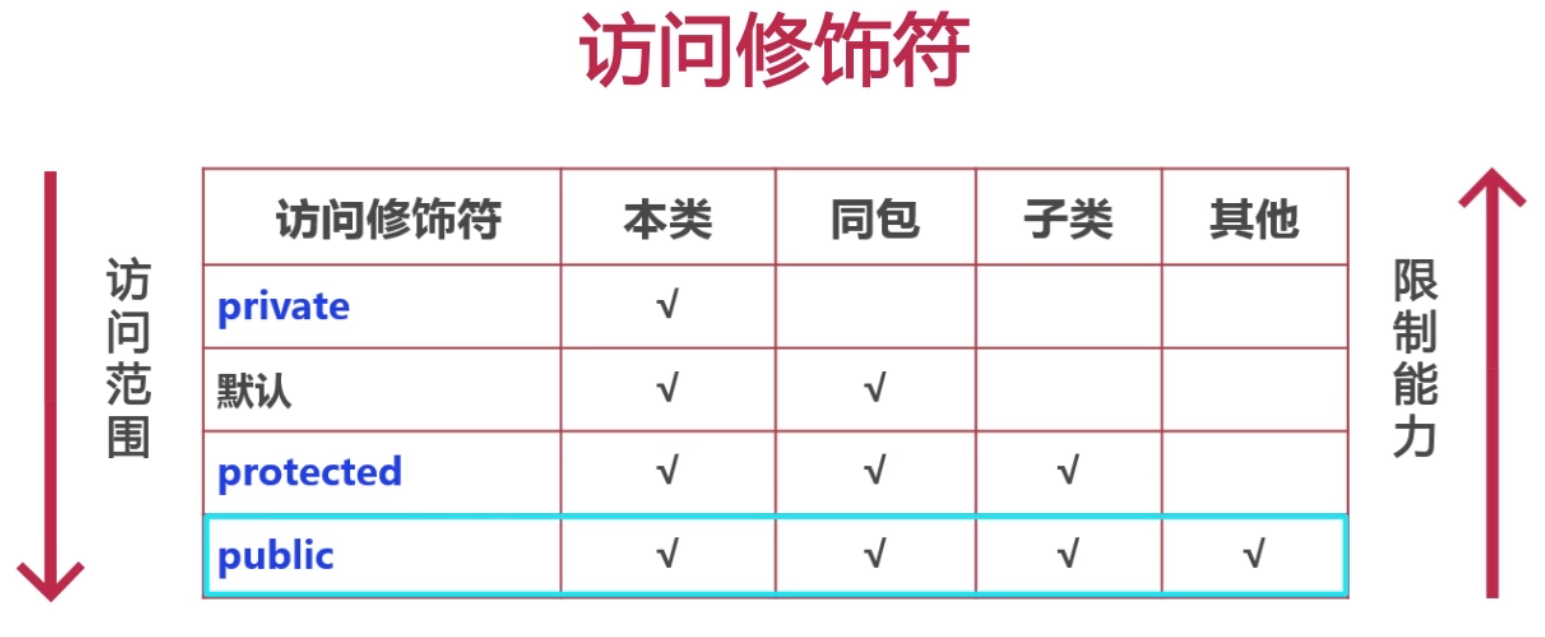 访问修饰符
访问范围
访问修饰符 本类 同包 子类 其他
private √
默认 √ √
protected √ √ √
public √ √ √ √
限制能力